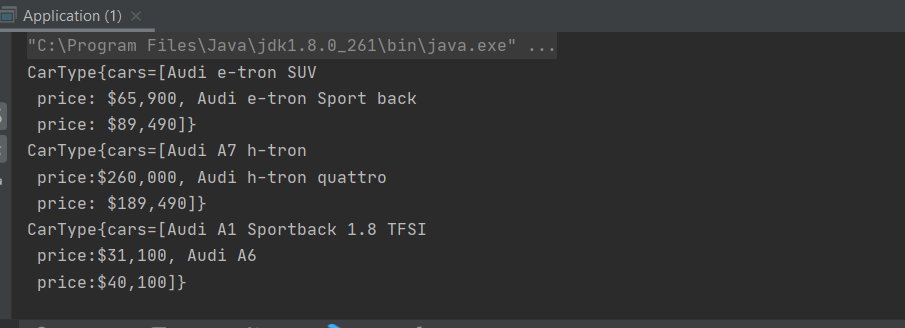 Application (1)
"C:\Program Files\Java\jdk1.8.0_261\bin\java.exe" ...
CarType{cars=[Audi e-tron SUV
 price: $65,900, Audi e-tron Sport back
 price: $89,490]}
CarType{cars=[Audi A7 h-tron
 price:$260,000, Audi h-tron quattro
 price: $189,490]}
CarType{cars=[Audi A1 Sportback 1.8 TFSI
 price:$31,100, Audi A6
 price:$40,100]}